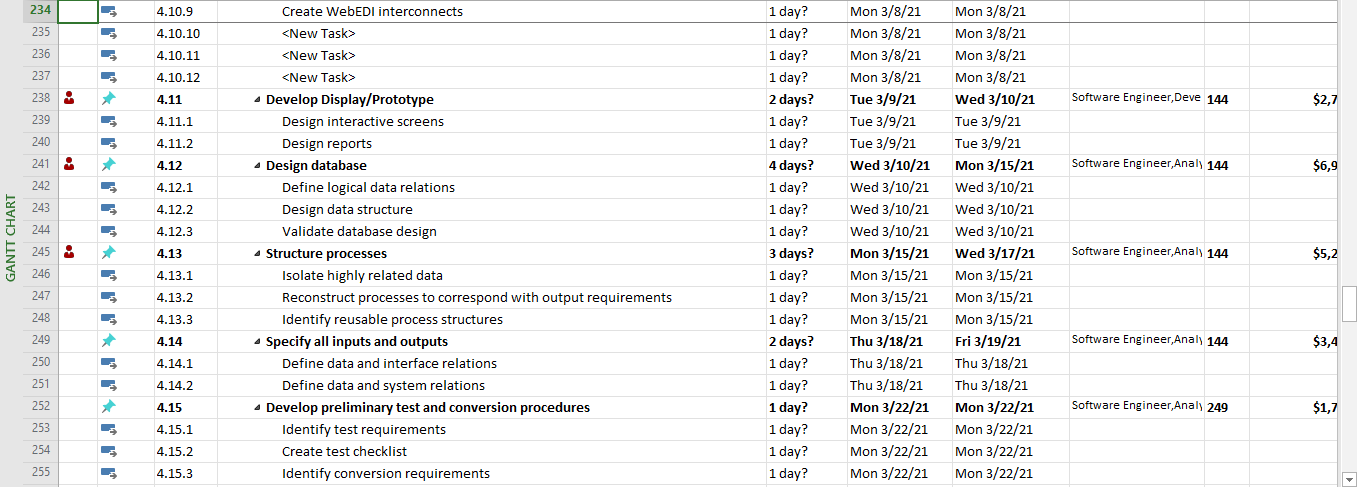 GANTT CHART
234 4.10.9 Create WebEDI interconnects 1 day? Mon 3/8/21 Mon 3/8/21
235 4.10.10 <New Task> 1 day? Mon 3/8/21 Mon 3/8/21
236 4.10.11 <New Task> 1 day? Mon 3/8/21 Mon 3/8/21
237 4.10.12 <New Task> 1 day? Mon 3/8/21 Mon 3/8/21
238 4.11 Develop Display/Prototype 2 days? Tue 3/9/21 Wed 3/10/21 Software Engineer,Deve 144 $2,7
239 4.11.1 Design interactive screens 1 day? Tue 3/9/21 Tue 3/9/21
240 4.11.2 Design reports 1 day? Tue 3/9/21 Tue 3/9/21
241 4.12 Design database 4 days? Wed 3/10/21 Mon 3/15/21 Software Engineer,Analy 144 $6,9
242 4.12.1 Define logical data relations 1 day? Wed 3/10/21 Wed 3/10/21
243 4.12.2 Design data structure 1 day? Wed 3/10/21 Wed 3/10/21
244 4.12.3 Validate database design 1 day? Wed 3/10/21 Wed 3/10/21
245 4.13 Structure processes 3 days? Mon 3/15/21 Wed 3/17/21 Software Engineer,Analy 144 $5,2
246 4.13.1 Isolate highly related data 1 day? Mon 3/15/21 Mon 3/15/21
247 4.13.2 Reconstruct processes to correspond with output requirements 1 day? Mon 3/15/21 Mon 3/15/21
248 4.13.3 Identify reusable process structures 1 day? Mon 3/15/21 Mon 3/15/21
249 4.14 Specify all inputs and outputs 2 days? Thu 3/18/21 Fri 3/19/21 Software Engineer,Analy 144 $3,4
250 4.14.1 Define data and interface relations 1 day? Thu 3/18/21 Thu 3/18/21
251 4.14.2 Define data and system relations 1 day? Thu 3/18/21 Thu 3/18/21
252 4.15 Develop preliminary test and conversion procedures 1 day? Mon 3/22/21 Mon 3/22/21 Software Engineer,Analy 249 $1,7
253 4.15.1 Identify test requirements 1 day? Mon 3/22/21 Mon 3/22/21
254 4.15.2 Create test checklist 1 day? Mon 3/22/21 Mon 3/22/21
255 4.15.3 Identify conversion requirements 1 day? Mon 3/22/21 Mon 3/22/21